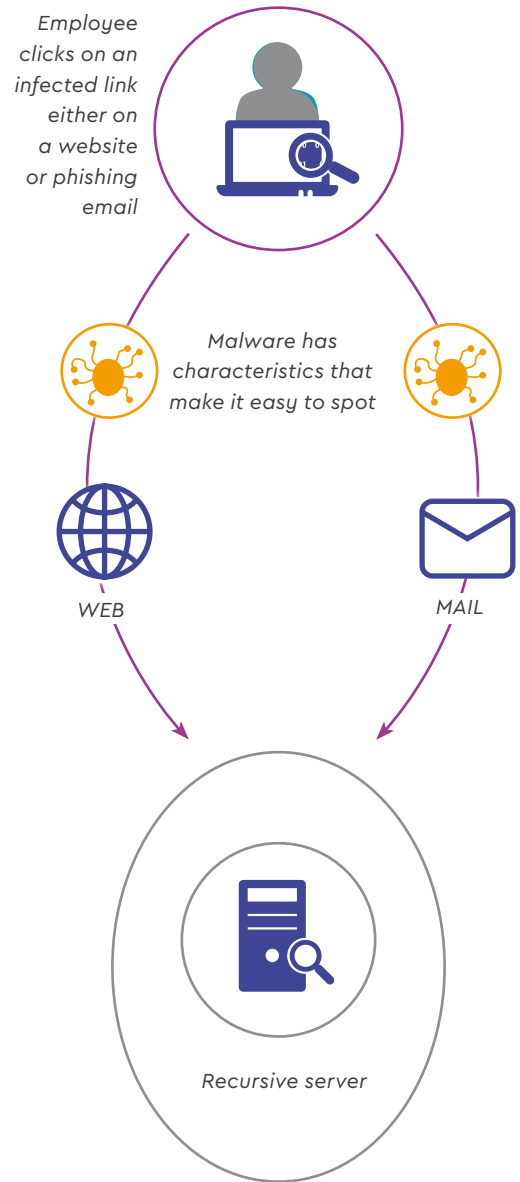 Employee
clicks on an
infected link
either on
a website
or phishing
email
Malware has
characteristics that
make it easy to spot
WEB
MAIL
Recursive server